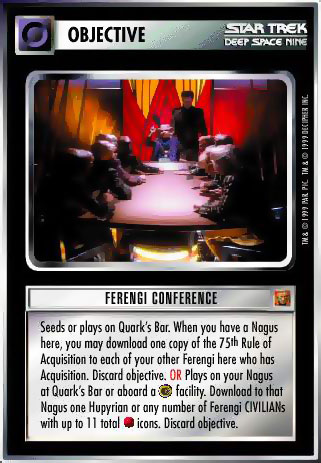 OBJECTIVE
STAR TREK
DEEP SPACE NINE
TM & © 1999 PAR. PIC. TM & © 1999 DECIPHER INC.
FERENGI CONFERENCE
Seeds or plays on Quark's Bar. When you have a Nagus
here, you may download one copy of the 75th Rule of
Acquisition to each of your other Ferengi here who has
Acquisition. Discard objective. OR Plays on your Nagus
at Quark's Bar or aboard a facility. Download to that
Nagus one Hupyrian or any number of Ferengi CIVILIANs
with up to 11 total icons. Discard objective.